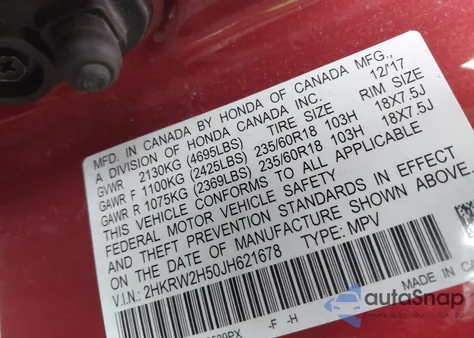 MFD. IN CANADA BY HONDA OF CANADA MFG.,
A DIVISION OF HONDA CANADA INC. 12/17
TIRE SIZE RIM SIZE
GVWR 2130KG (4695LBS)
GAWR F 1100KG (2425LBS) 235/60R18 103H 18X7.5J
GAWR R 1075KG (2369LBS) 235/60R18 103H 18X7.5J
THIS VEHICLE CONFORMS TO ALL APPLICABLE
FEDERAL MOTOR VEHICLE SAFETY
AND THEFT PREVENTION STANDARDS IN EFFECT
ON THE DATE OF MANUFACTURE SHOWN ABOVE.
V.I.N.: 2HKRW2H50JH621678 TYPE: MPV
-F -H
autoSnap